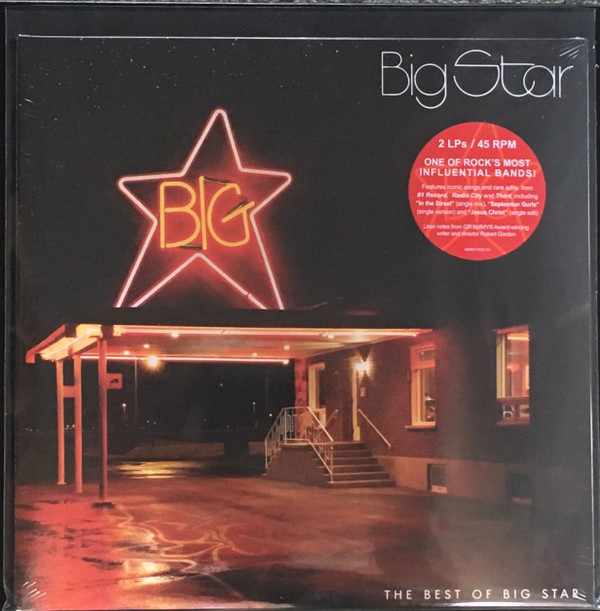 Big Star
BIG
2 LPs / 45 RPM
ONE OF ROCK'S MOST
INFLUENTIAL BANDS!
Features iconic songs and rare edits from
#1 Record, Radio City and Third, including
"In the Street" (single mix), "September Gurls"
(single version) and "Jesus Christ" (single edit)
Liner notes from GRAMMY® Award-winning
writer and director Robert Gordon
THE BEST OF BIG STAR